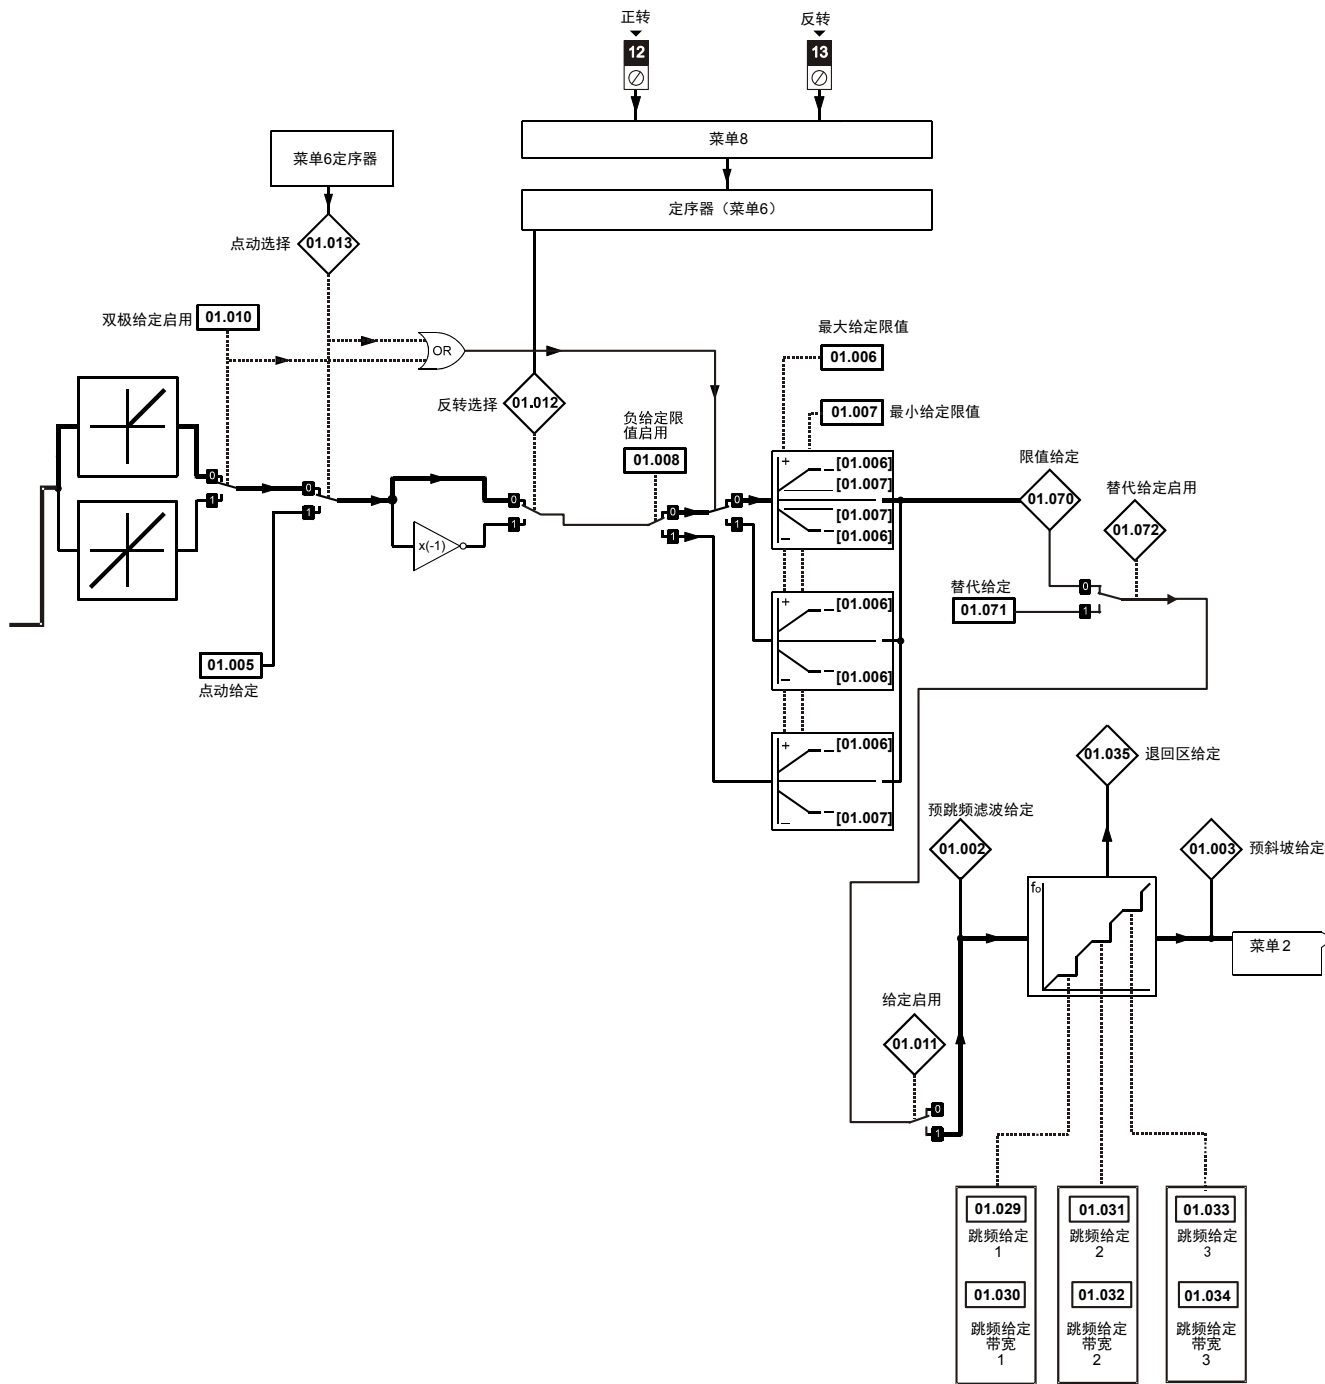 正转
反转
12
13
菜单8
菜单6定序器
定序器（菜单6）
点动选择
01.013
双极给定启用
01.010
OR
最大给定限值
01.006
反转选择
01.012
01.007
最小给定限值
负给定限
值启用
01.008
+
[01.006]
[01.007]
[01.007]
[01.006]
–
限值给定
01.070
替代给定启用
01.072
0
1
0
1
0
1
x(-1)
0
1
0
1
替代给定
01.071
0
1
+
[01.006]
[01.006]
–
01.005
点动给定
+
[01.006]
[01.007]
–
01.035
退回区给定
预跳频滤波给定
01.002
01.003
预斜坡给定
fo
菜单2
给定启用
01.011
0
1
01.029
跳频给定
1
01.030
跳频给定
带宽
1
01.031
跳频给定
2
01.032
跳频给定
带宽
2
01.033
跳频给定
3
01.034
跳频给定
带宽
3